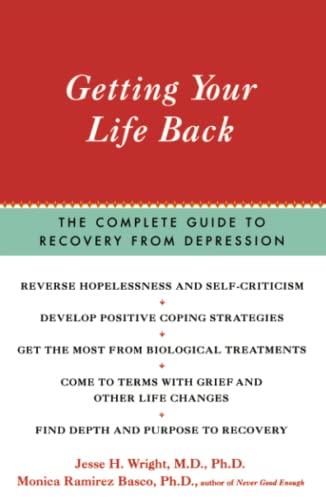 Getting Your
Life Back
THE COMPLETE GUIDE TO
RECOVERY FROM DEPRESSION
REVERSE HOPELESSNESS AND SELF-CRITICISM
DEVELOP POSITIVE COPING STRATEGIES
GET THE MOST FROM BIOLOGICAL TREATMENTS
COME TO TERMS WITH GRIEF AND
OTHER LIFE CHANGES
FIND DEPTH AND PURPOSE TO RECOVERY
Jesse H. Wright, M.D., Ph.D.
Monica Ramirez Basco, Ph.D., author of Never Good Enough